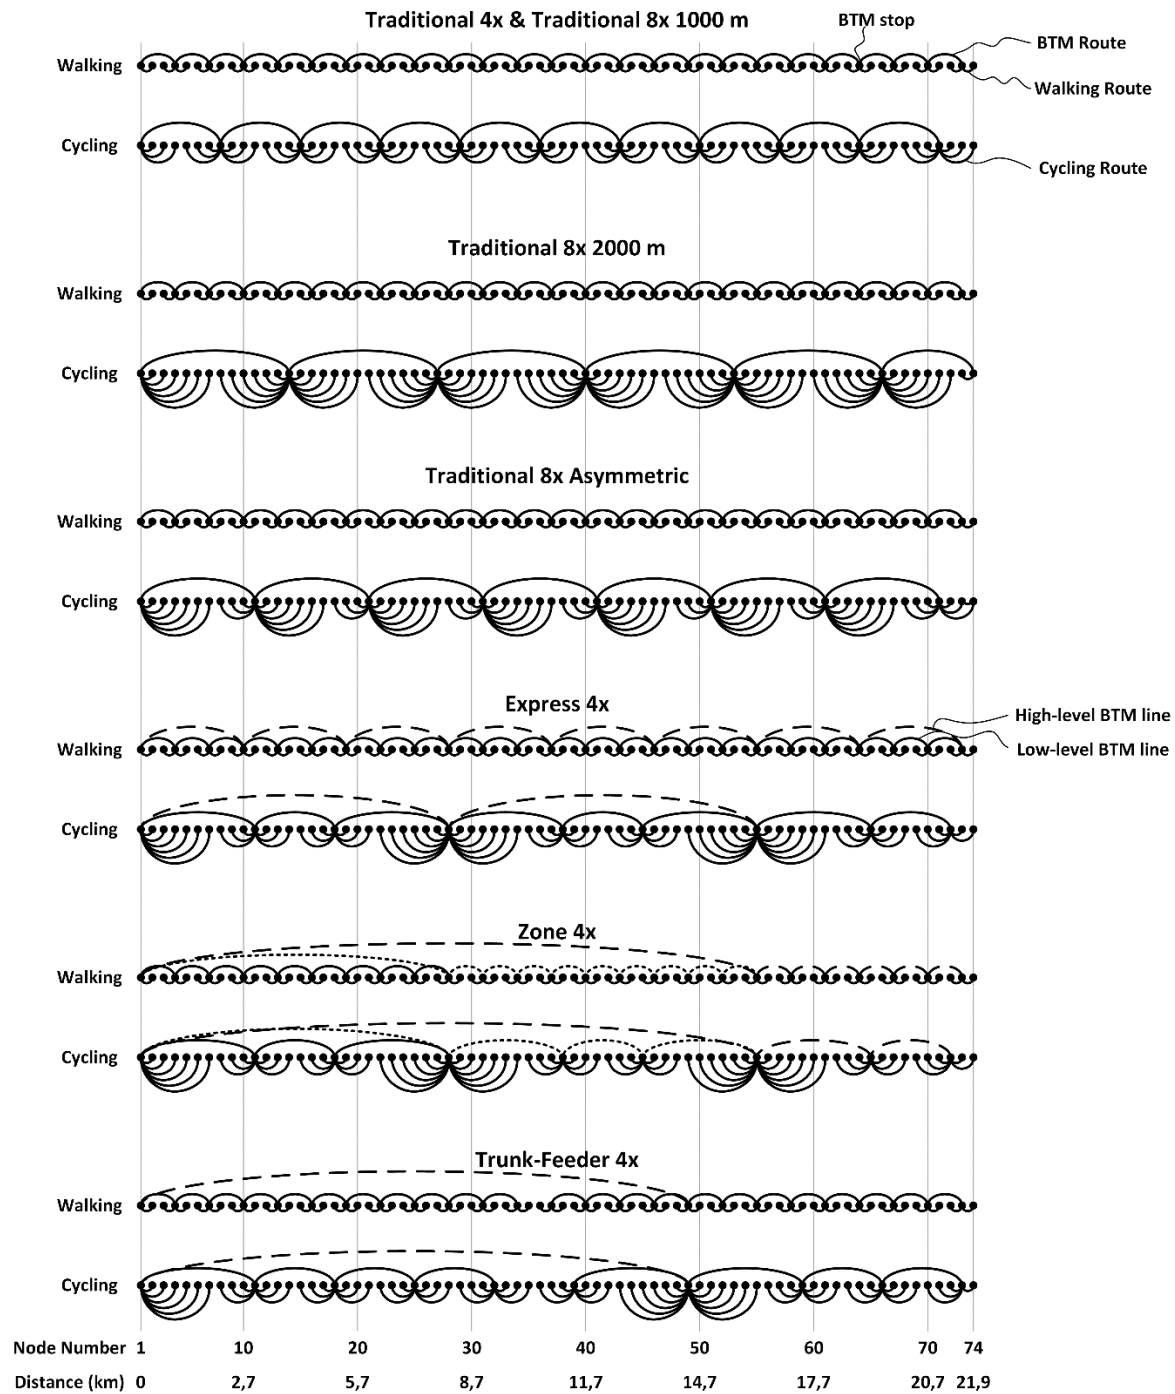 Traditional 4x & Traditional 8x 1000 m
BTM stop
BTM Route
Walking
Walking Route
Cycling
Cycling Route
Traditional 8x 2000 m
Walking
Cycling
Traditional 8x Asymmetric
Walking
Cycling
Express 4x
High-level BTM line
Walking
Low-level BTM line
Cycling
Zone 4x
Walking
Cycling
Trunk-Feeder 4x
Walking
Cycling
Node Number 1 10 20 30 40 50 60 70 74
Distance (km) 0 2,7 5,7 8,7 11,7 14,7 17,7 20,7 21,9